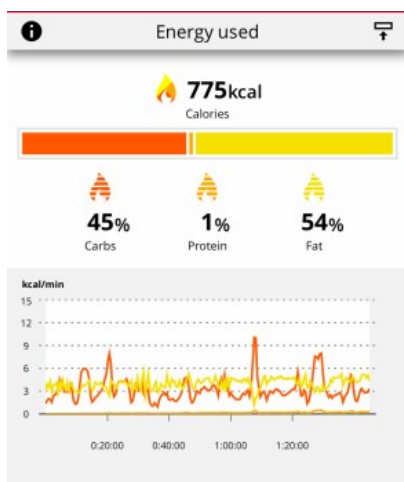 Energy used
775kcal
Calories
45% 1% 54%
Carbs Protein Fat
kcal/min
15
12
9
6
3
0
0:20:00 0:40:00 1:00:00 1:20:00